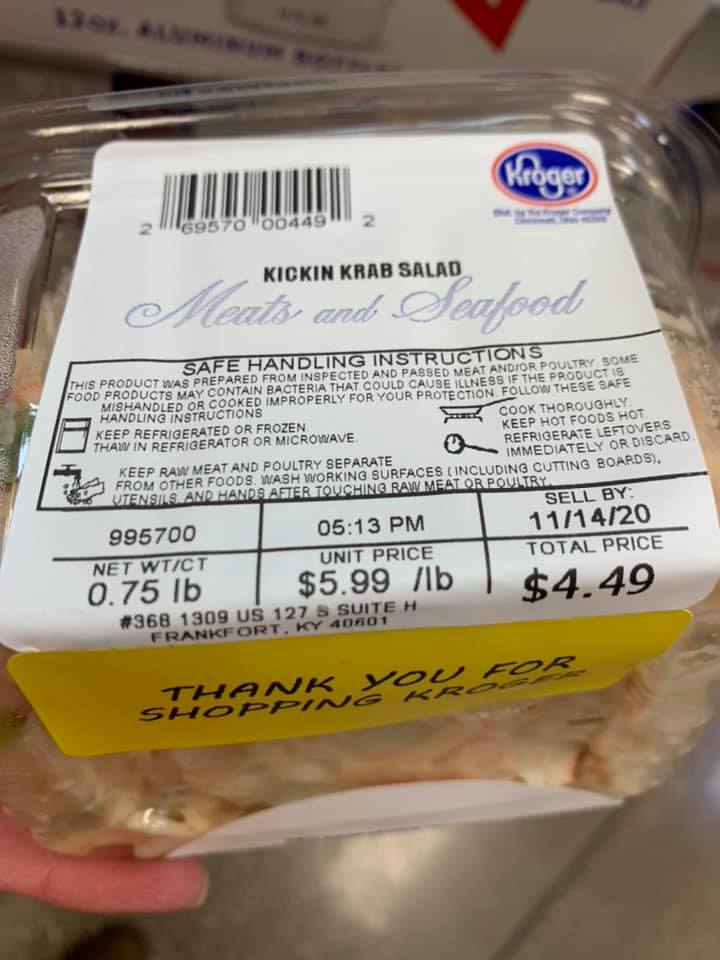 12oz. ALUMINUM
Kroger
2 69570 00449 2
KICKIN KRAB SALAD
Meats and Seafood
SAFE HANDLING INSTRUCTIONS
THIS PRODUCT WAS PREPARED FROM INSPECTED AND PASSED MEAT AND/OR POULTRY SOME
FOOD PRODUCTS MAY CONTAIN BACTERIA THAT COULD CAUSE ILLNESS IF THE PRODUCT IS
MISHANDLED OR COOKED IMPROPERLY FOR YOUR PROTECTION. FOLLOW THESE SAFE
HANDLING INSTRUCTIONS
KEEP REFRIGERATED OR FROZEN.
THAW IN REFRIGERATOR OR MICROWAVE.
COOK THOROUGHLY.
KEEP HOT FOODS HOT.
REFRIGERATE LEFTOVERS
IMMEDIATELY OR DISCARD.
KEEP RAW MEAT AND POULTRY SEPARATE
FROM OTHER FOODS. WASH WORKING SURFACES (INCLUDING CUTTING BOARDS),
UTENSILS, AND HANDS AFTER TOUCHING RAW MEAT OR POULTRY.
995700
05:13 PM
SELL BY:
11/14/20
NET WT/CT
0.75 lb
UNIT PRICE
$5.99 /lb
TOTAL PRICE
$4.49
#368 1309 US 127 S SUITE H
FRANKFORT, KY 40601
THANK YOU FOR
SHOPPING KROGER